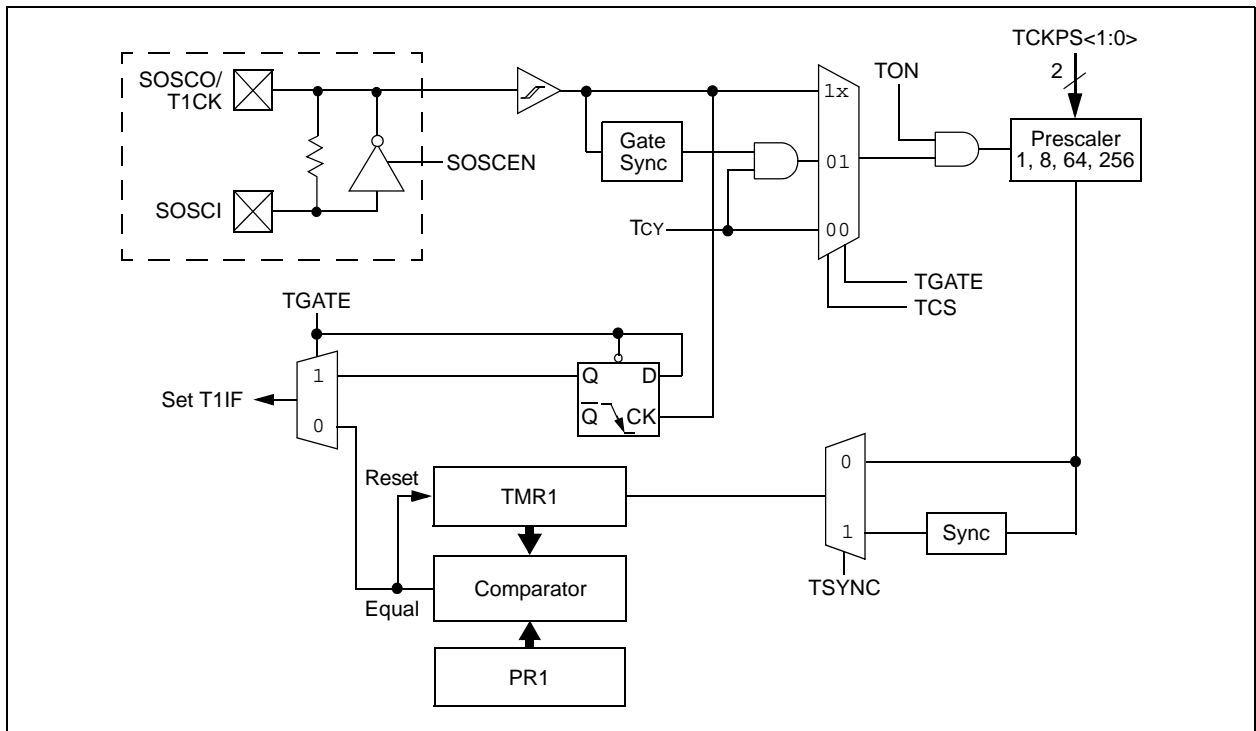 TCKPS<1:0>
2
SOSCO/
T1CK
TON
1x
Gate
Sync
Prescaler
1, 8, 64, 256
SOSCEN
01
SOSCI
TCY
00
TGATE
TCS
TGATE
1
Q
D
Set T1IF
Q
CK
0
0
Reset
TMR1
1
Sync
Comparator
TSYNC
Equal
PR1